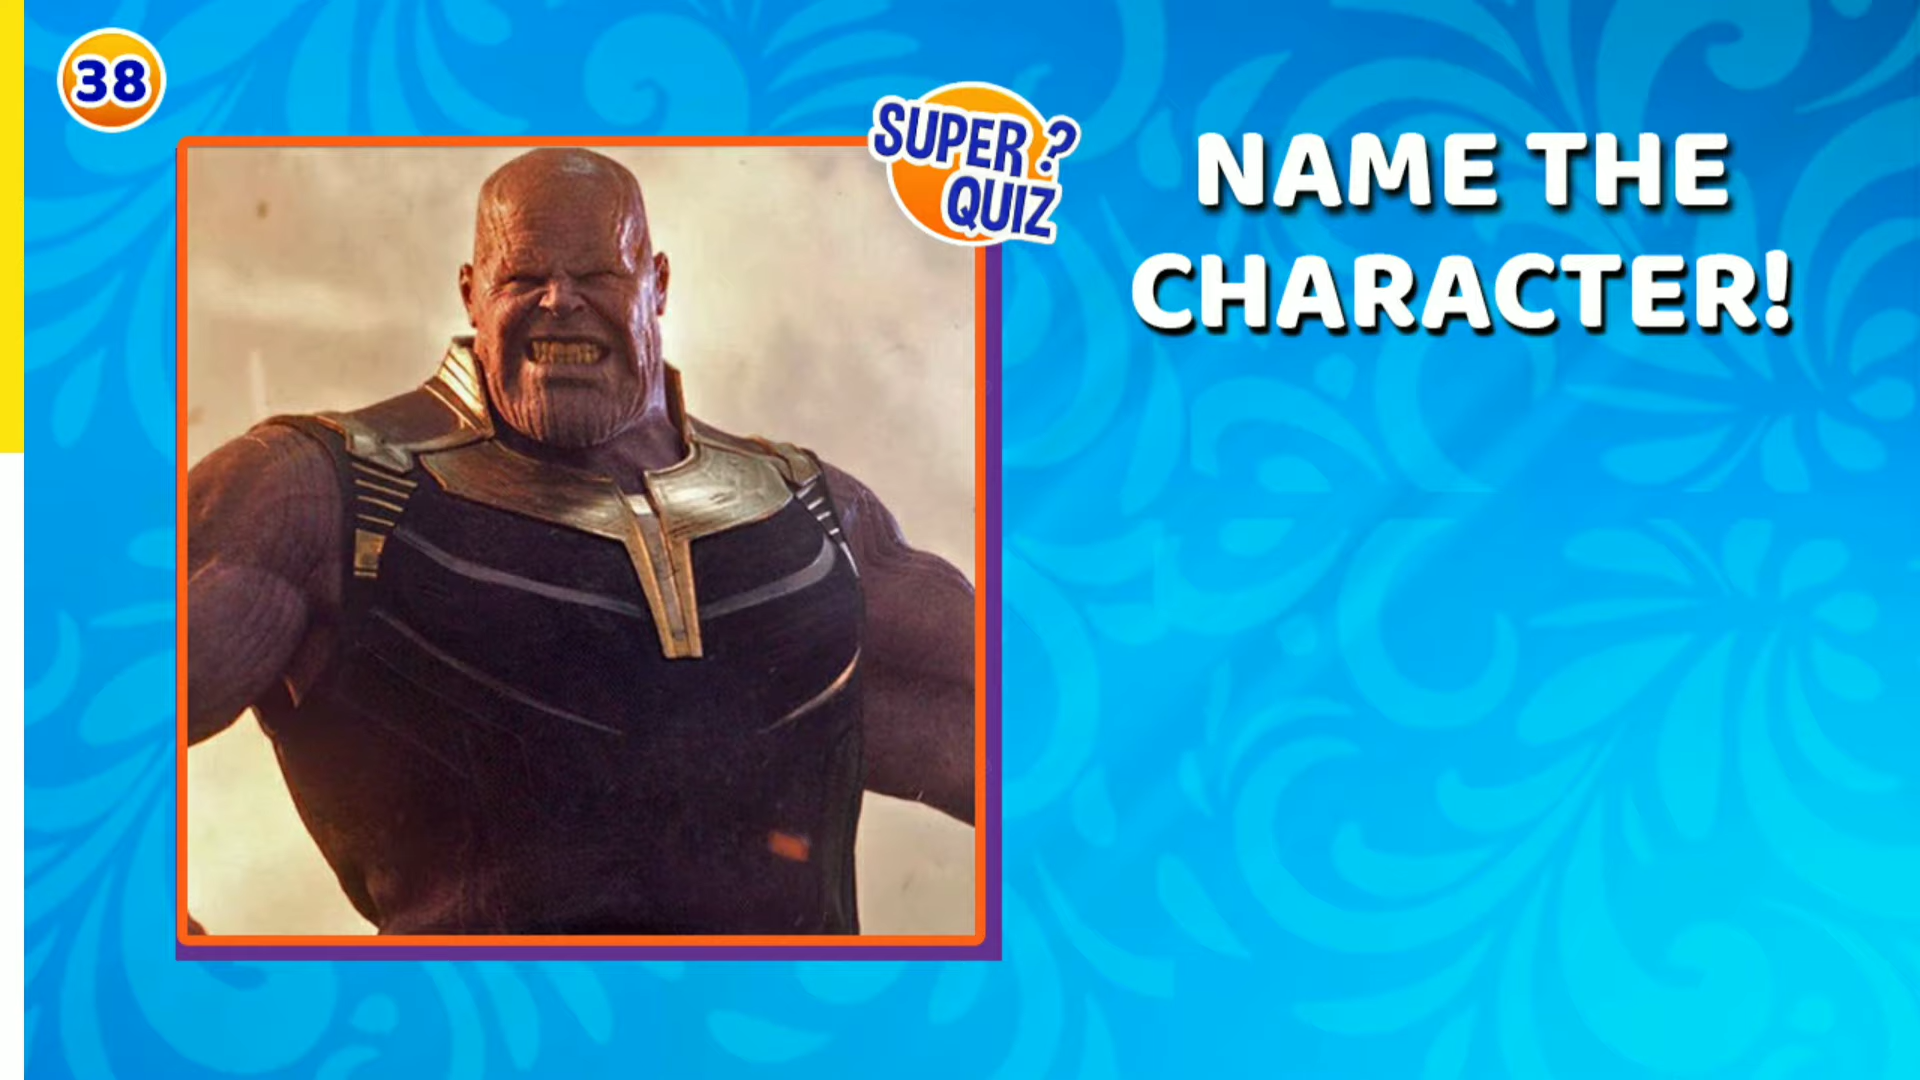 38
SUPER ?
QUIZ
NAME THE
CHARACTER!